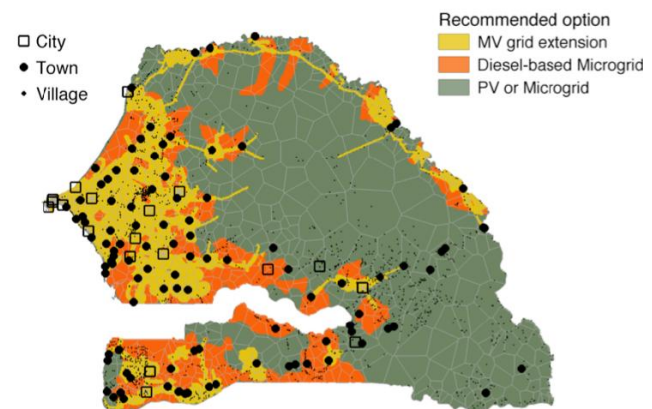 City
Town
Village
Recommended option
MV grid extension
Diesel-based Microgrid
PV or Microgrid